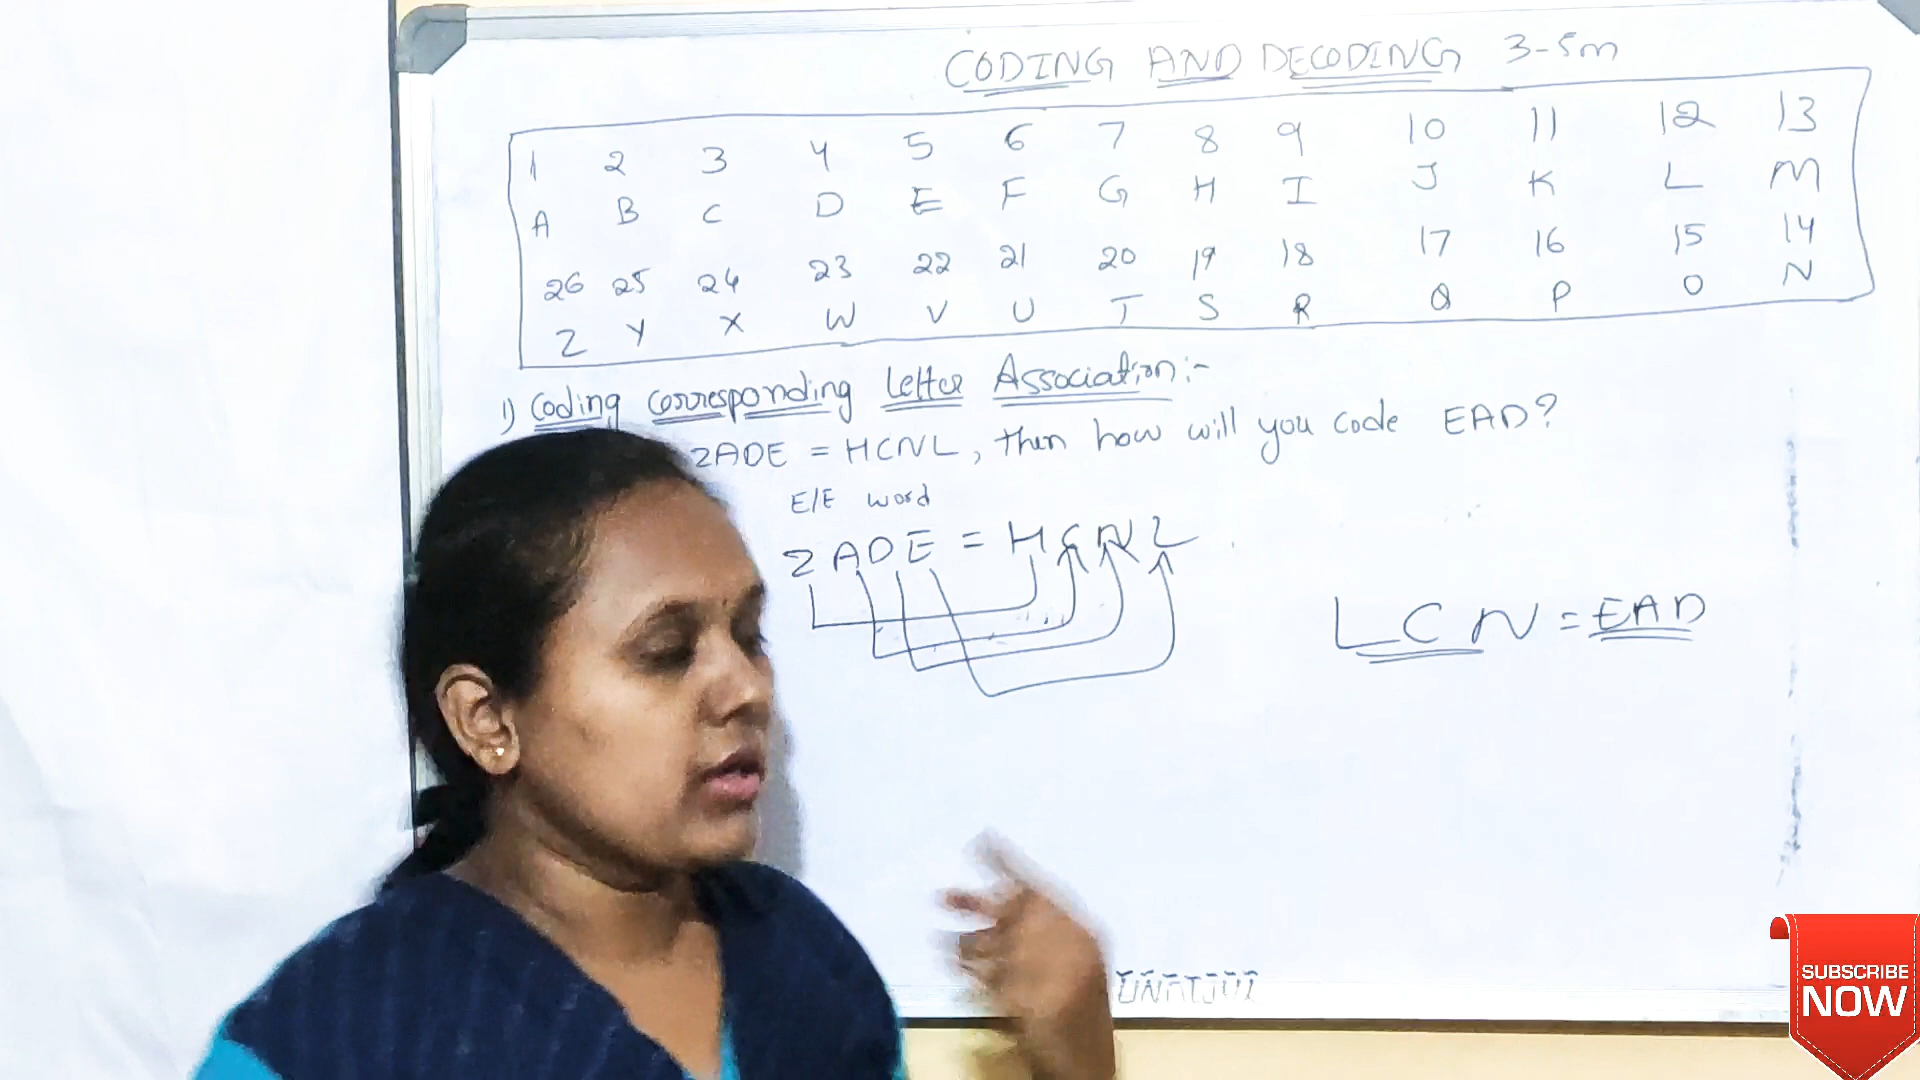 CODING AND DECODING 3-5m
1 2 3 4 5 6 7 8 9 10 11 12 13
A B C D E F G H I J K L M
26 25 24 23 22 21 20 19 18 17 16 15 14
Z Y X W V U T S R Q P O N
1) Coding corresponding Letter Association:-
ZADE = HCNL, then how will you code EAD?
E/E word
ZADE = HCNL
LCN = EAD
SUBSCRIBE
NOW